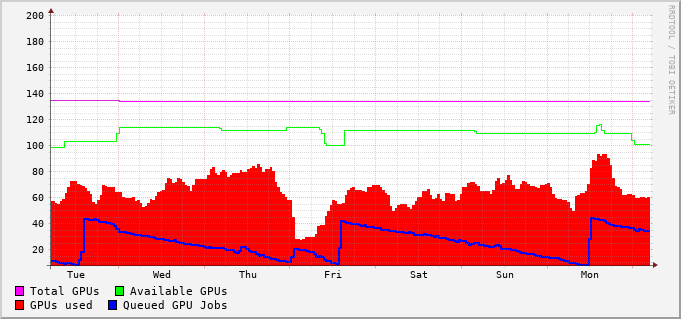 200
180
160
140
120
100
80
60
40
20
Tue Wed Thu Fri Sat Sun Mon
Total GPUs Available GPUs
GPUs used Queued GPU Jobs
RRDTOOL / TOBI OETIKER